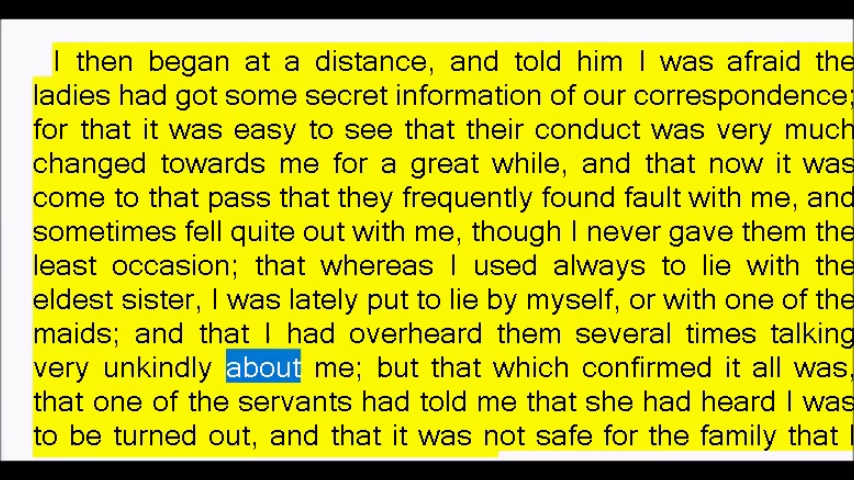 I then began at a distance, and told him I was afraid the
ladies had got some secret information of our correspondence;
for that it was easy to see that their conduct was very much
changed towards me for a great while, and that now it was
come to that pass that they frequently found fault with me, and
sometimes fell quite out with me, though I never gave them the
least occasion; that whereas I used always to lie with the
eldest sister, I was lately put to lie by myself, or with one of the
maids; and that I had overheard them several times talking
very unkindly about me; but that which confirmed it all was,
that one of the servants had told me that she had heard I was
to be turned out, and that it was not safe for the family that I